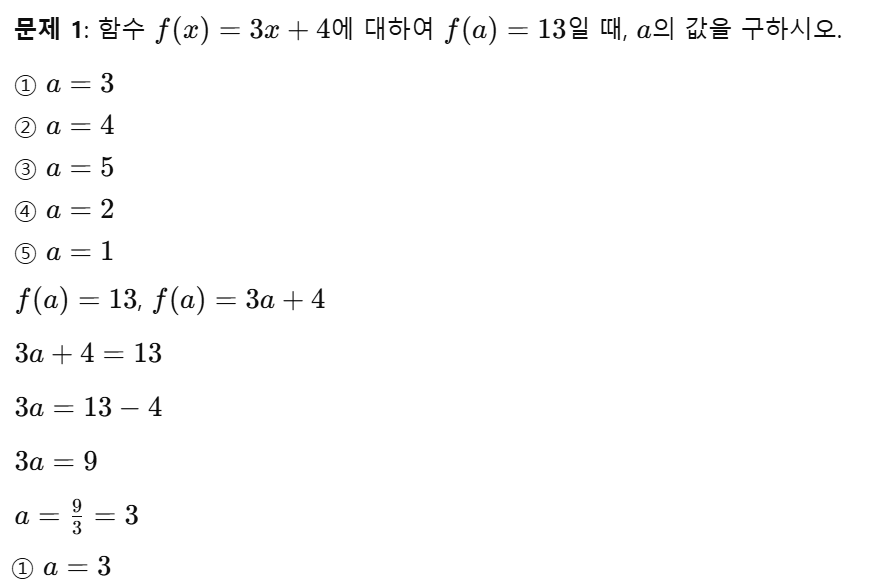 문제 1: 함수 f(x) = 3x + 4에 대하여 f(a) = 13일 때, a의 값을 구하시오.
① a = 3
② a = 4
③ a = 5
④ a = 2
⑤ a = 1
f(a) = 13, f(a) = 3a + 4
3a + 4 = 13
3a = 13 − 4
3a = 9
a = 9/3 = 3
① a = 3